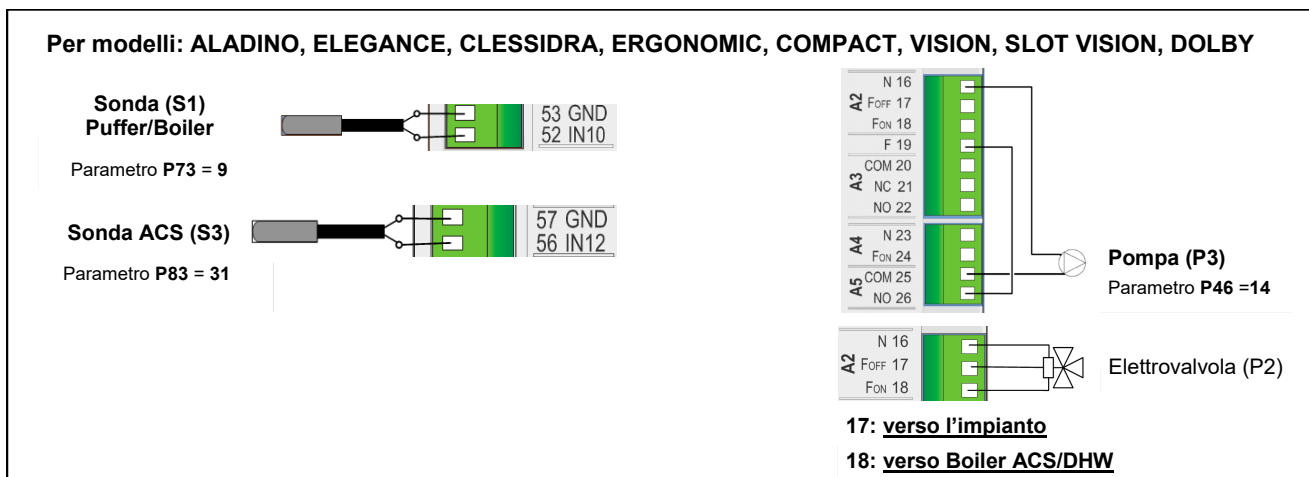 Per modelli: ALADINO, ELEGANCE, CLESSIDRA, ERGONOMIC, COMPACT, VISION, SLOT VISION, DOLBY
Sonda (S1)
Puffer/Boiler
Parametro P73 = 9
53 GND
52 IN10
Sonda ACS (S3)
Parametro P83 = 31
57 GND
56 IN12
A2
N 16
FOFF 17
FON 18
F 19
A3
COM 20
NC 21
NO 22
A4
N 23
FON 24
A5
COM 25
NO 26
Pompa (P3)
Parametro P46 =14
A2
N 16
FOFF 17
FON 18
Elettrovalvola (P2)
17: verso l'impianto
18: verso Boiler ACS/DHW